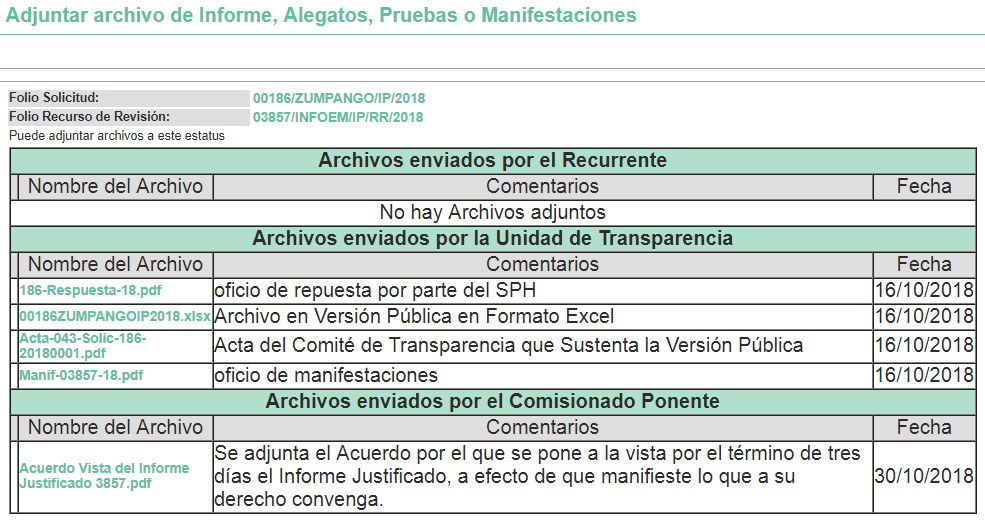 Adjuntar archivo de Informe, Alegatos, Pruebas o Manifestaciones
Folio Solicitud: 00186/ZUMPANGO/IP/2018
Folio Recurso de Revisión: 03857/INFOEM/IP/RR/2018
Puede adjuntar archivos a este estatus
Archivos enviados por el Recurrente
Nombre del Archivo Comentarios Fecha
No hay Archivos adjuntos
Archivos enviados por la Unidad de Transparencia
Nombre del Archivo Comentarios Fecha
186-Respuesta-18.pdf oficio de repuesta por parte del SPH 16/10/2018
00186ZUMPANGOIP2018.xlsx Archivo en Versión Pública en Formato Excel 16/10/2018
Acta-043-Solic-186-
20180001.pdf Acta del Comité de Transparencia que Sustenta la Versión Pública 16/10/2018
Manif-03857-18.pdf oficio de manifestaciones 16/10/2018
Archivos enviados por el Comisionado Ponente
Nombre del Archivo Comentarios Fecha
Acuerdo Vista del Informe
Justificado 3857.pdf
Se adjunta el Acuerdo por el que se pone a la vista por el término de tres
días el Informe Justificado, a efecto de que manifieste lo que a su
derecho convenga.
30/10/2018